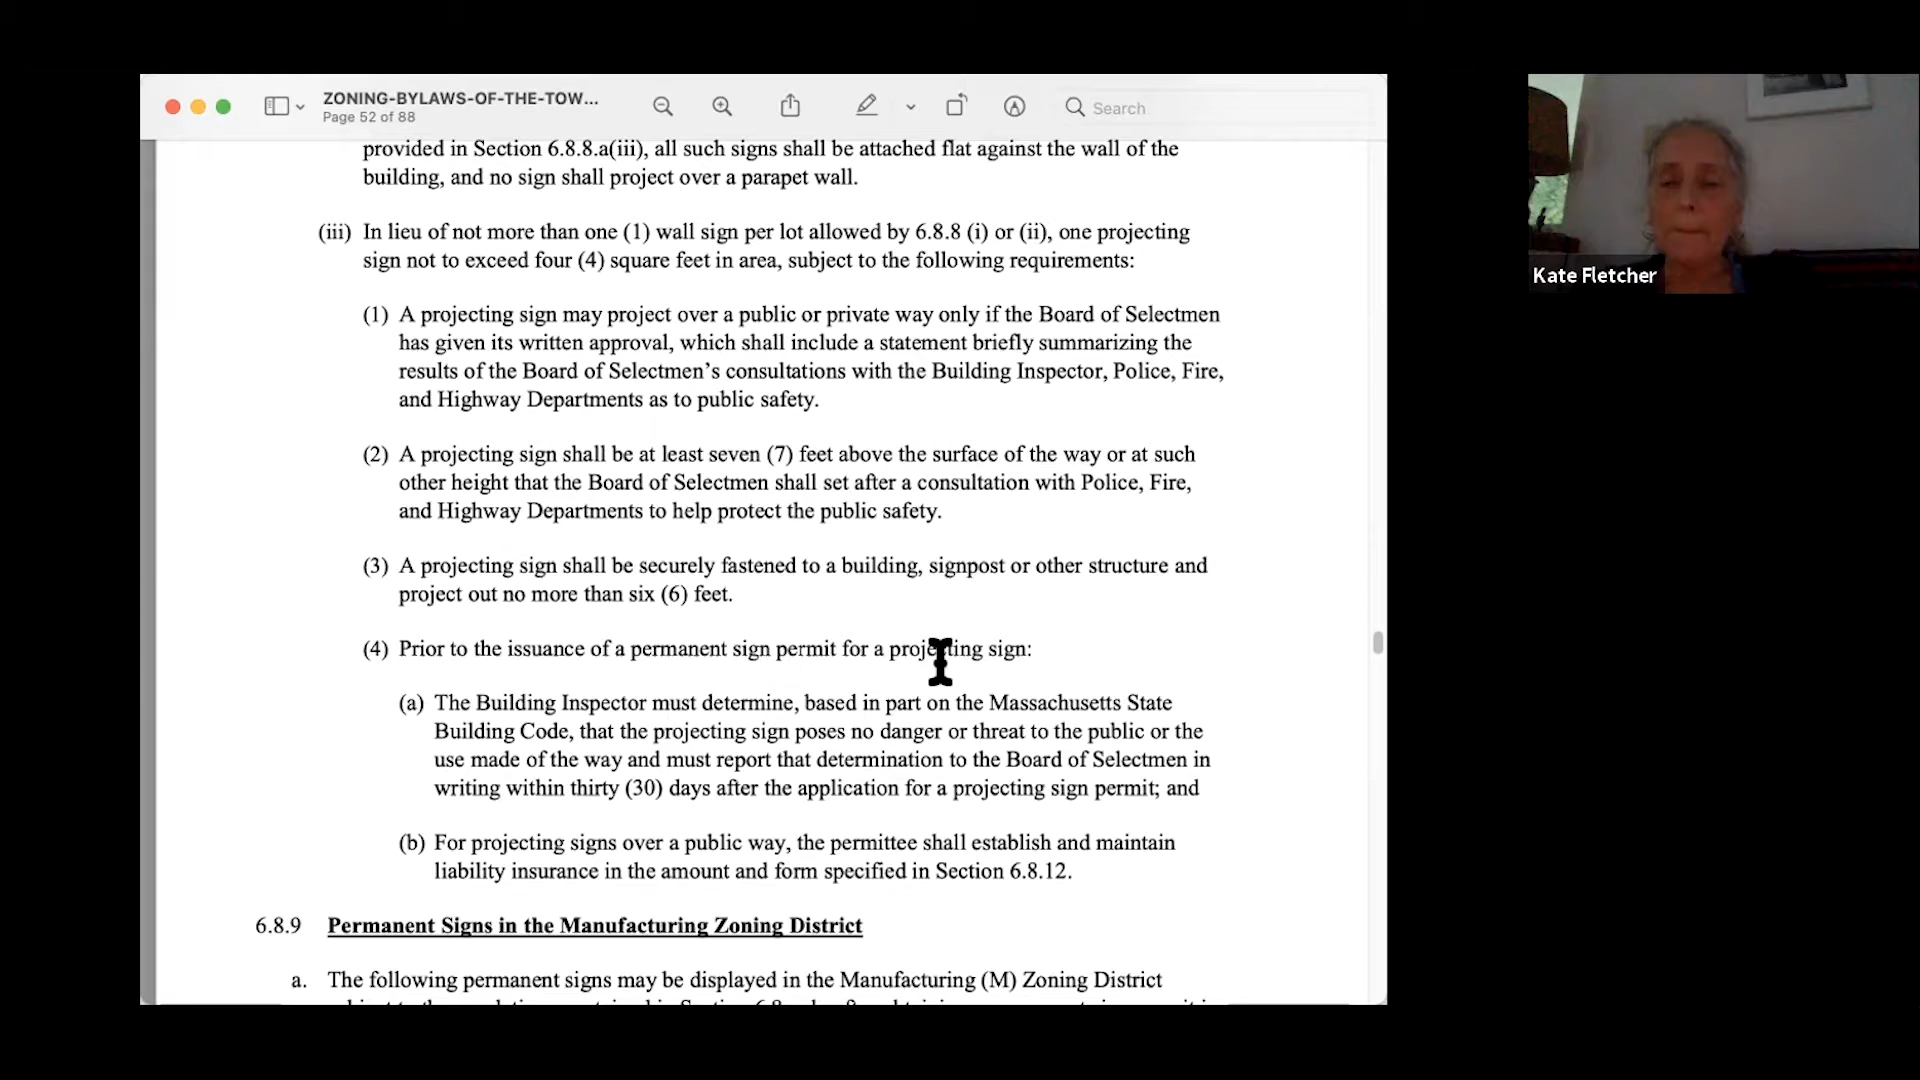 ZONING-BYLAWS-OF-THE-TOW...
Page 52 of 88
Search
provided in Section 6.8.8.a(iii), all such signs shall be attached flat against the wall of the
building, and no sign shall project over a parapet wall.
(iii) In lieu of not more than one (1) wall sign per lot allowed by 6.8.8 (i) or (ii), one projecting
sign not to exceed four (4) square feet in area, subject to the following requirements:
(1) A projecting sign may project over a public or private way only if the Board of Selectmen
has given its written approval, which shall include a statement briefly summarizing the
results of the Board of Selectmen’s consultations with the Building Inspector, Police, Fire,
and Highway Departments as to public safety.
(2) A projecting sign shall be at least seven (7) feet above the surface of the way or at such
other height that the Board of Selectmen shall set after a consultation with Police, Fire,
and Highway Departments to help protect the public safety.
(3) A projecting sign shall be securely fastened to a building, signpost or other structure and
project out no more than six (6) feet.
(4) Prior to the issuance of a permanent sign permit for a projecting sign:
(a) The Building Inspector must determine, based in part on the Massachusetts State
Building Code, that the projecting sign poses no danger or threat to the public or the
use made of the way and must report that determination to the Board of Selectmen in
writing within thirty (30) days after the application for a projecting sign permit; and
(b) For projecting signs over a public way, the permittee shall establish and maintain
liability insurance in the amount and form specified in Section 6.8.12.
6.8.9 Permanent Signs in the Manufacturing Zoning District
a. The following permanent signs may be displayed in the Manufacturing (M) Zoning District
Kate Fletcher